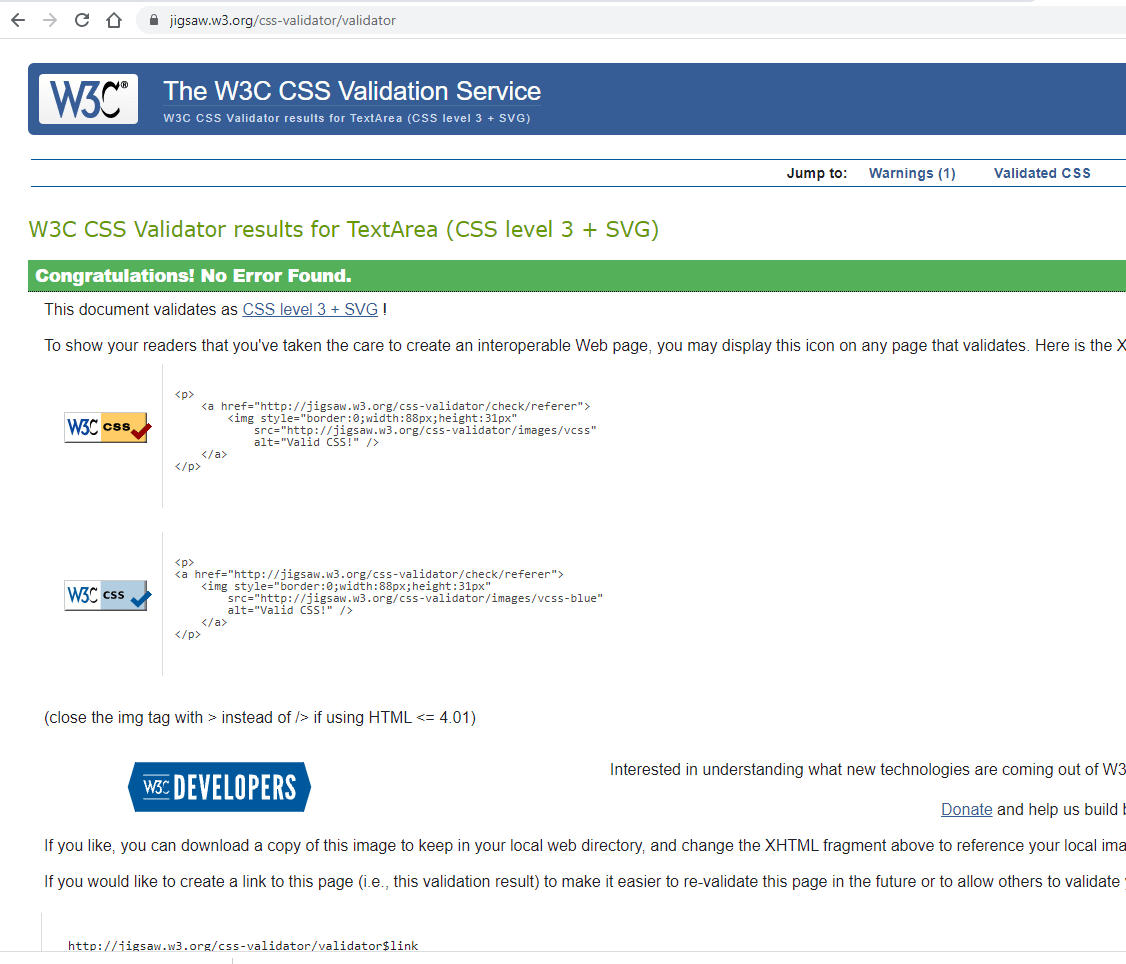 jigsaw.w3.org/css-validator/validator
W3C®
The W3C CSS Validation Service
W3C CSS Validator results for TextArea (CSS level 3 + SVG)
Jump to: Warnings (1) Validated CSS
W3C CSS Validator results for TextArea (CSS level 3 + SVG)
Congratulations! No Error Found.
This document validates as CSS level 3 + SVG !
To show your readers that you've taken the care to create an interoperable Web page, you may display this icon on any page that validates. Here is the X
W3C css
<p>
<a href="http://jigsaw.w3.org/css-validator/check/referer">
<img style="border:0;width:88px;height:31px"
src="http://jigsaw.w3.org/css-validator/images/vcss"
alt="Valid CSS!" />
</a>
</p>
W3C css
<p>
<a href="http://jigsaw.w3.org/css-validator/check/referer">
<img style="border:0;width:88px;height:31px"
src="http://jigsaw.w3.org/css-validator/images/vcss-blue"
alt="Valid CSS!" />
</a>
</p>
(close the img tag with > instead of /> if using HTML <= 4.01)
W3C DEVELOPERS
Interested in understanding what new technologies are coming out of W3
Donate and help us build b
If you like, you can download a copy of this image to keep in your local web directory, and change the XHTML fragment above to reference your local ima
If you would like to create a link to this page (i.e., this validation result) to make it easier to re-validate this page in the future or to allow others to validate
http://jigsaw.w3.org/css-validator/validator$link